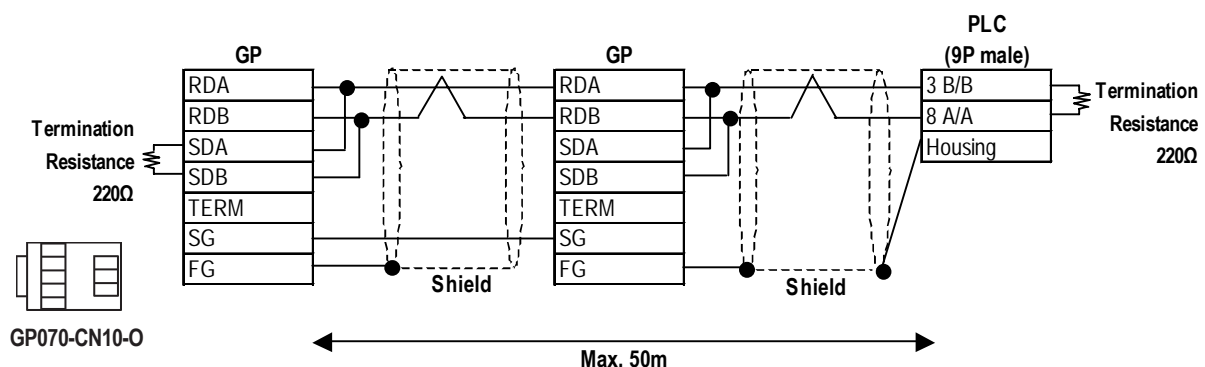 PLC
(9P male)
GP
GP
RDA
RDB
SDA
SDB
TERM
SG
FG
Termination
Resistance
220Ω
Shield
RDA
RDB
SDA
SDB
TERM
SG
FG
Shield
3 B/B
8 A/A
Housing
Termination
Resistance
220Ω
GP070-CN10-O
Max. 50m